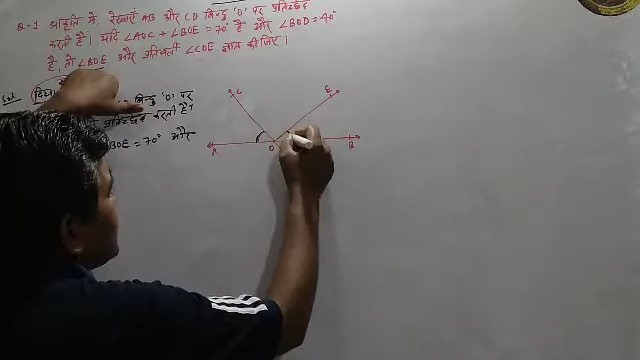 Q-1 आकृति में, रेखाएँ AB और CD बिन्दु 'O' पर प्रतिच्छेद
करती है। यदि ∠AOC + ∠BOE = 70° है और ∠BOD = 40°
है तो ∠BOE और प्रतिवर्ती ∠COE ज्ञात कीजिए।
Sol. दिया
बिन्दु 'O' पर
प्रतिच्छेद करती है।
BOE = 70° और
C
E
A
O
B